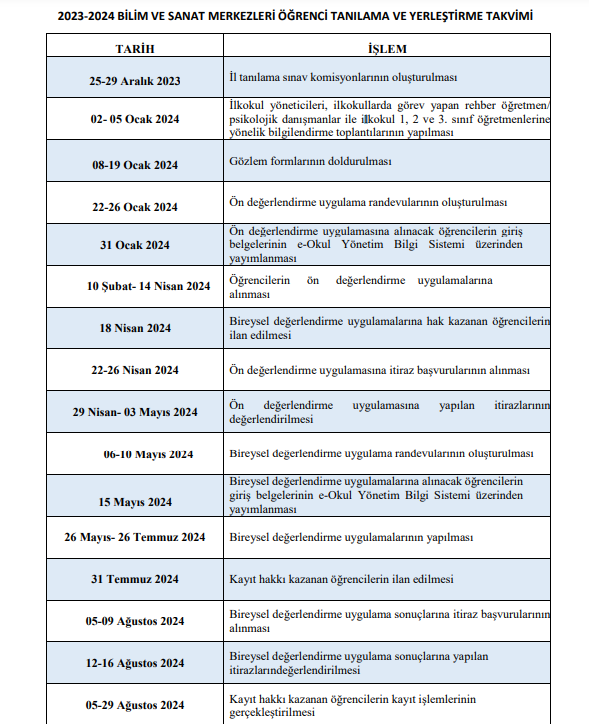 2023-2024 BİLİM VE SANAT MERKEZLERİ ÖĞRENCİ TANILAMA VE YERLEŞTİRME TAKVİMİ
TARİH
İŞLEM
25-29 Aralık 2023
İl tanılama sınav komisyonlarının oluşturulması
02- 05 Ocak 2024
İlkokul yöneticileri, ilkokullarda görev yapan rehber öğretmen/
psikolojik danışmanlar ile ilkokul 1, 2 ve 3. sınıf öğretmenlerine
yönelik bilgilendirme toplantılarının yapılması
08-19 Ocak 2024
Gözlem formlarının doldurulması
22-26 Ocak 2024
Ön değerlendirme uygulama randevularının oluşturulması
31 Ocak 2024
Ön değerlendirme uygulamasına alınacak öğrencilerin giriş
belgelerinin e-Okul Yönetim Bilgi Sistemi üzerinden
yayımlanması
10 Şubat- 14 Nisan 2024
Öğrencilerin ön değerlendirme uygulamalarına
alınması
18 Nisan 2024
Bireysel değerlendirme uygulamalarına hak kazanan öğrencilerin
ilan edilmesi
22-26 Nisan 2024
Ön değerlendirme uygulamasına itiraz başvurularının alınması
29 Nisan- 03 Mayıs 2024
Ön değerlendirme uygulamasına yapılan itirazlarının
değerlendirilmesi
06-10 Mayıs 2024
Bireysel değerlendirme uygulama randevularının oluşturulması
15 Mayıs 2024
Bireysel değerlendirme uygulamalarına alınacak öğrencilerin
giriş belgelerinin e-Okul Yönetim Bilgi Sistemi üzerinden
yayımlanması
26 Mayıs- 26 Temmuz 2024
Bireysel değerlendirme uygulamalarının yapılması
31 Temmuz 2024
Kayıt hakkı kazanan öğrencilerin ilan edilmesi
05-09 Ağustos 2024
Bireysel değerlendirme uygulama sonuçlarına itiraz başvurularının
alınması
12-16 Ağustos 2024
Bireysel değerlendirme uygulama sonuçlarına yapılan
itirazlarındeğerlendirilmesi
05-29 Ağustos 2024
Kayıt hakkı kazanan öğrencilerin kayıt işlemlerinin
gerçekleştirilmesi